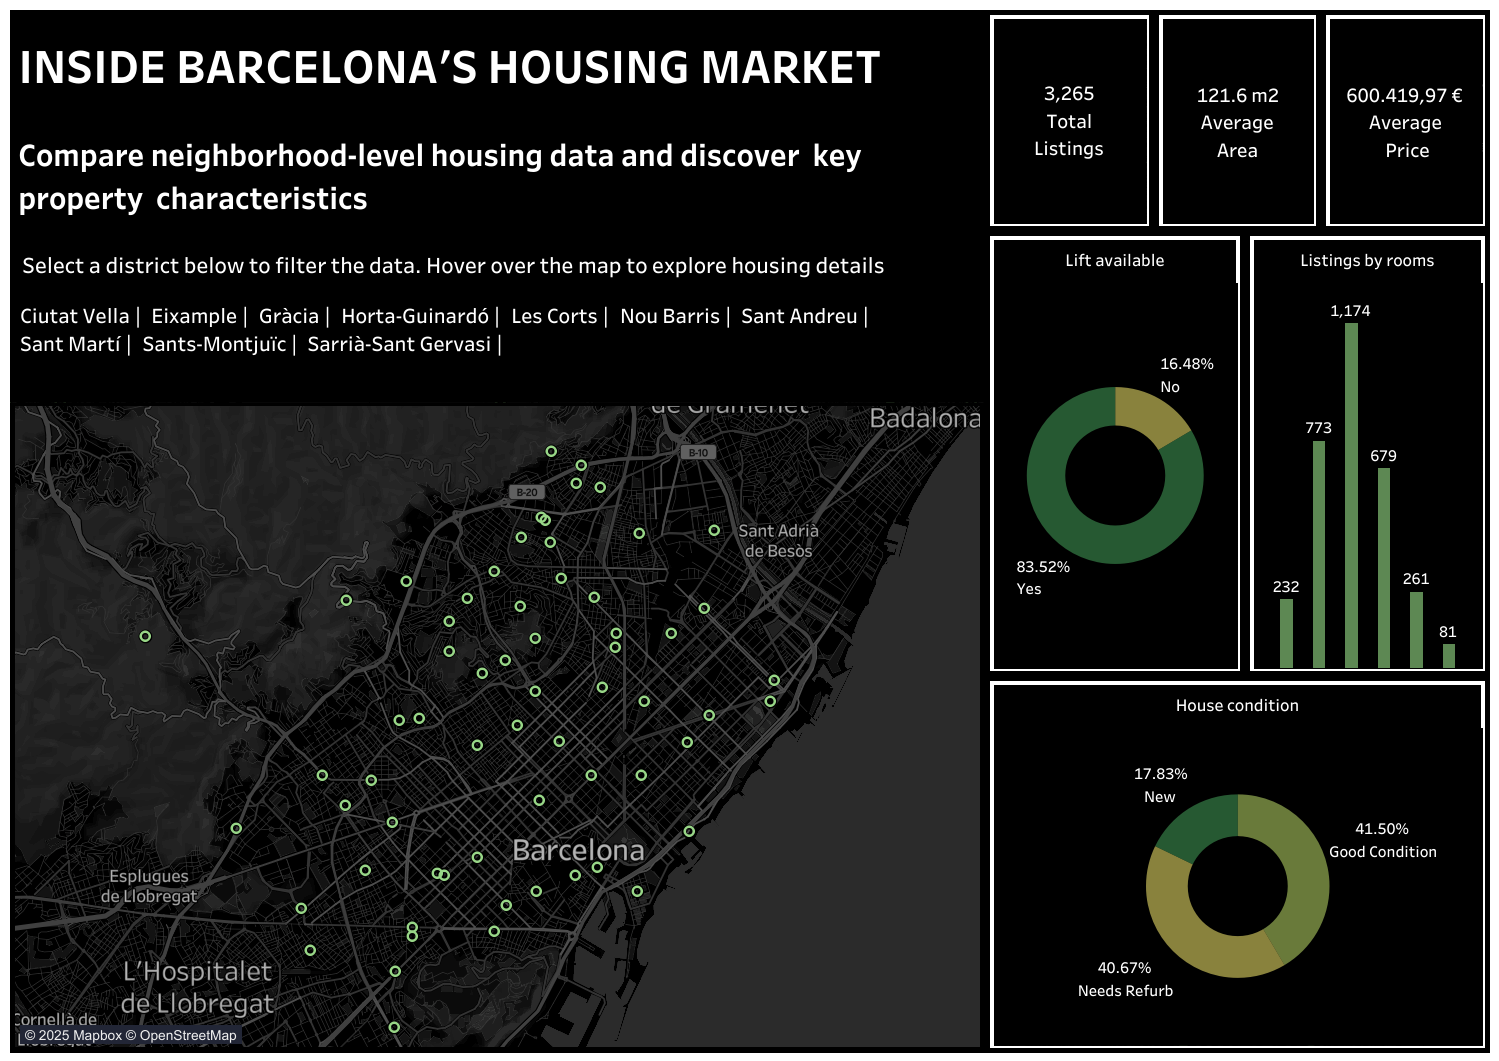 INSIDE BARCELONA’S HOUSING MARKET
Compare neighborhood-level housing data and discover  key
property  characteristics
Select a district below to filter the data. Hover over the map to explore housing details
Ciutat Vella |  Eixample |  Gràcia |  Horta-Guinardó |  Les Corts |  Nou Barris |  Sant Andreu |
Sant Martí |  Sants-Montjuïc |  Sarrià-Sant Gervasi |
3,265
Total
Listings
121.6 m2
Average
Area
600.419,97 €
Average
Price
Lift available
16.48%
No
83.52%
Yes
Listings by rooms
1,174
773
679
232
261
81
House condition
17.83%
New
41.50%
Good Condition
40.67%
Needs Refurb
de Gramenet
Badalona
B-10
B-20
Sant Adrià
de Besòs
Barcelona
Esplugues
de Llobregat
L’Hospitalet
de Llobregat
Cornellà de
Llobregat
© 2025 Mapbox © OpenStreetMap